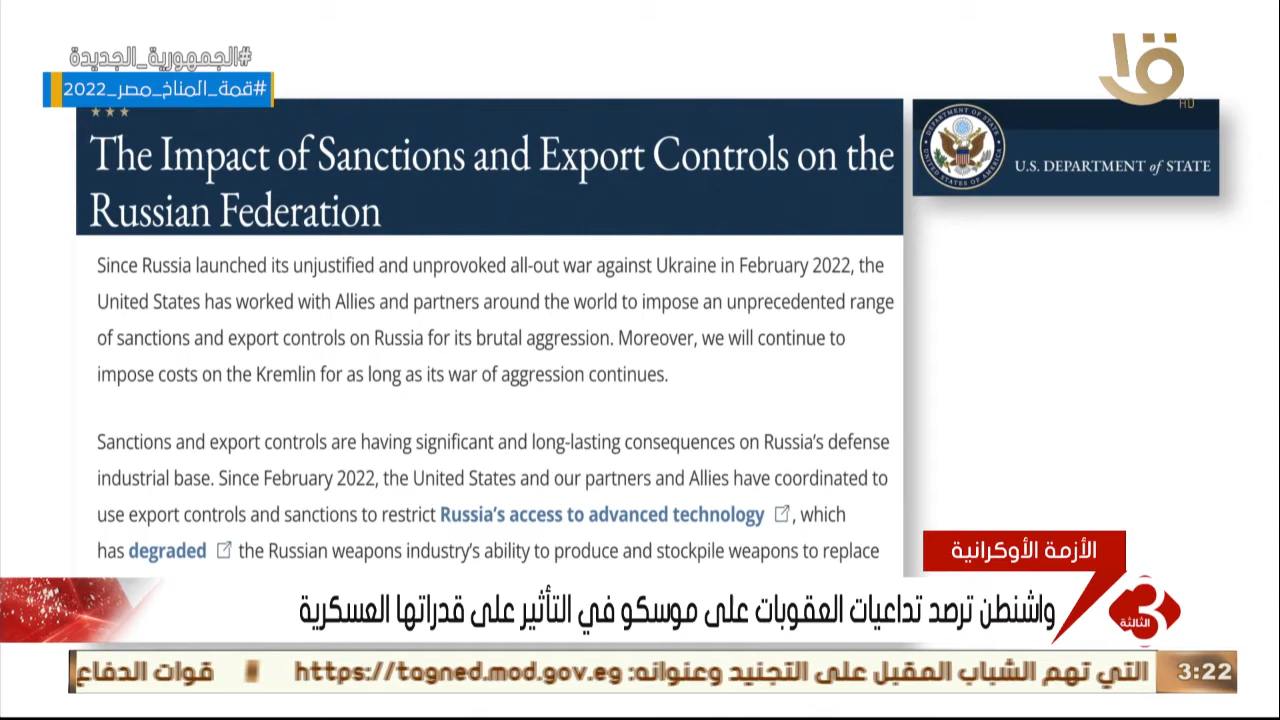 #الجمهورية_الجديدة
#قمة_المناخ_مصر_2022
HD
★★★
The Impact of Sanctions and Export Controls on the
Russian Federation
U.S. DEPARTMENT of STATE
Since Russia launched its unjustified and unprovoked all-out war against Ukraine in February 2022, the
United States has worked with Allies and partners around the world to impose an unprecedented range
of sanctions and export controls on Russia for its brutal aggression. Moreover, we will continue to
impose costs on the Kremlin for as long as its war of aggression continues.
Sanctions and export controls are having significant and long-lasting consequences on Russia's defense
industrial base. Since February 2022, the United States and our partners and Allies have coordinated to
use export controls and sanctions to restrict Russia's access to advanced technology , which
has degraded the Russian weapons industry's ability to produce and stockpile weapons to replace
الأزمة الأوكرانية
واشنطن ترصد تداعيات العقوبات على موسكو في التأثير على قدراتها العسكرية
3 الثالثة
التي تهم الشباب المقبل على التجنيد وعنوانه: https://tagned.mod.gov.eg قوات الدفاع
3:22